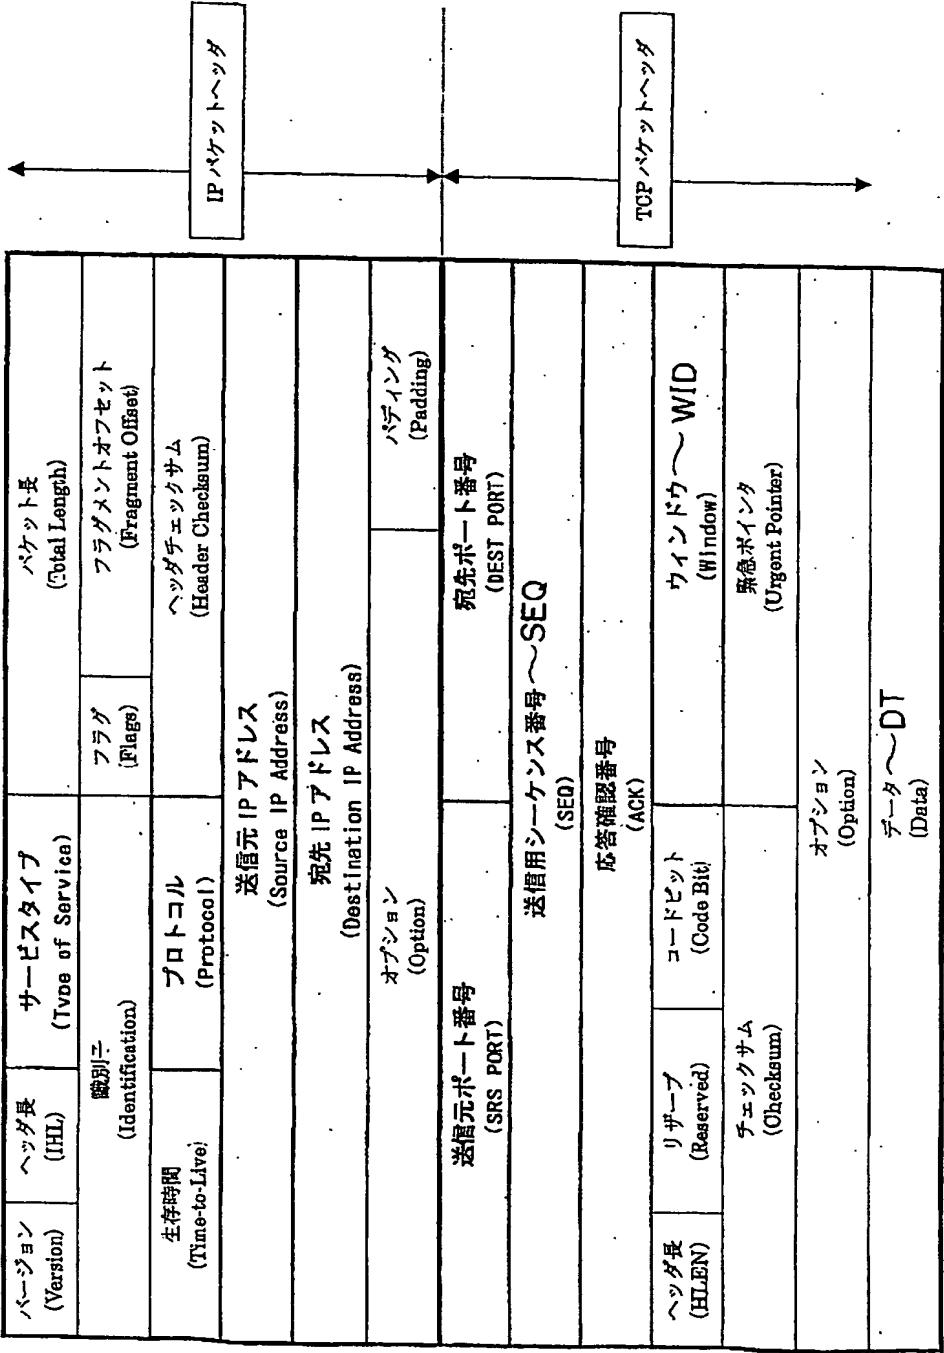 バージョン
(Version)
ヘッダ長
(IHL)
サービスタイプ
(Type of Service)
パケット長
(Total Length)
識別子
(Identification)
フラグ
(Flags)
フラグメントオフセット
(Fragment Offset)
生存時間
(Time-to-Live)
プロトコル
(Protocol)
ヘッダチェックサム
(Header Checksum)
送信元IPアドレス
(Source IP Address)
宛先IPアドレス
(Destination IP Address)
オプション
(Option)
パディング
(Padding)
IPパケットヘッダ
送信元ポート番号
(SRS PORT)
宛先ポート番号
(DEST PORT)
送信用シーケンス番号～SEQ
(SEQ)
応答確認番号
(ACK)
ヘッダ長
(HLEN)
リザーブ
(Reserved)
コードビット
(Code Bit)
ウィンドウ～WID
(Window)
チェックサム
(Checksum)
緊急ポインタ
(Urgent Pointer)
オプション
(Option)
TCPパケットヘッダ
データ～DT
(Data)